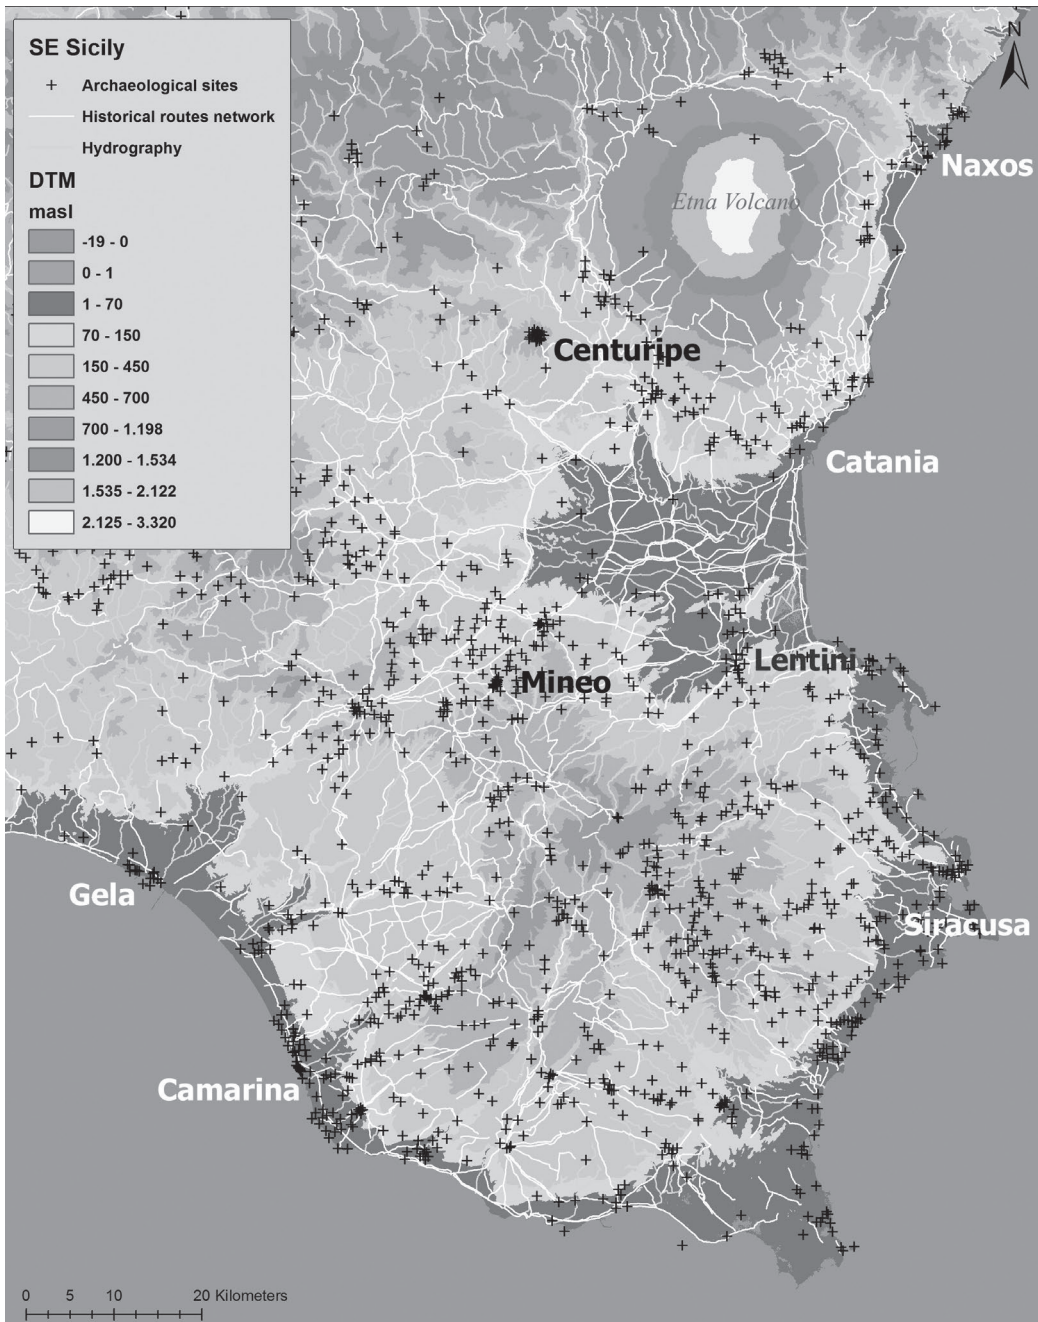 SE Sicily
Archaeological sites
Historical routes network
Hydrography
DTM
masl
-19 - 0
0 - 1
1 - 70
70 - 150
150 - 450
450 - 700
700 - 1.198
1.200 - 1.534
1.535 - 2.122
2.125 - 3.320
N
Naxos
Etna Volcano
Centuripe
Catania
Lentini
Mineo
Gela
Siracusa
Camarina
0 5 10 20 Kilometers